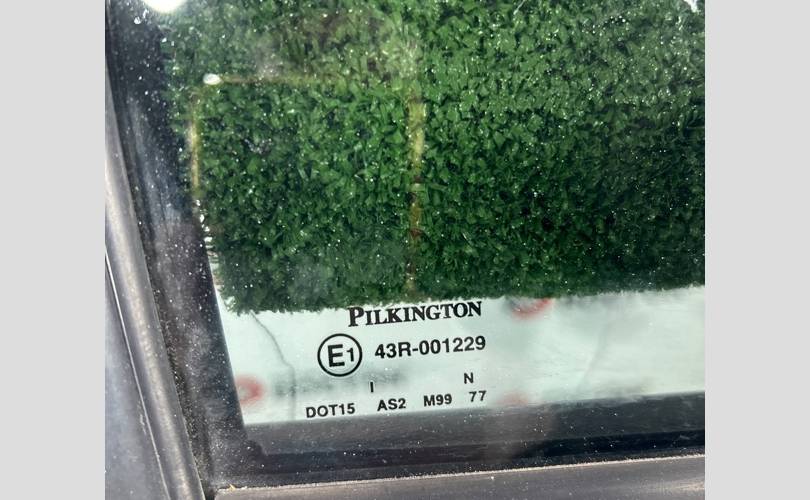 PILKINGTON
E1 43R-001229
I N
DOT15 AS2 M99 77